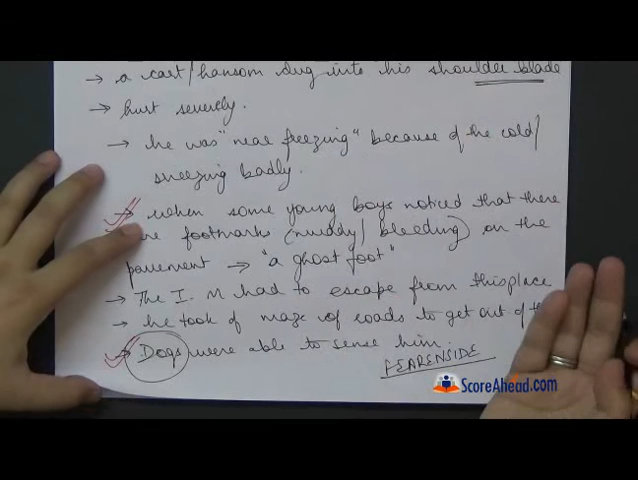 → a cart/hansom dug into his shoulder blade
→ hurt severely.
→ he was "near freezing" because of the cold/
sneezing badly.
→ when some young boys noticed that there
footmarks (muddy/bleeding) on the
pavement → "a ghost foot"
→ The I. M had to escape from this place
→ he took of maze of roads to get out of
→ Dogs were able to sense him.
FEARENSIDE
ScoreAhead.com